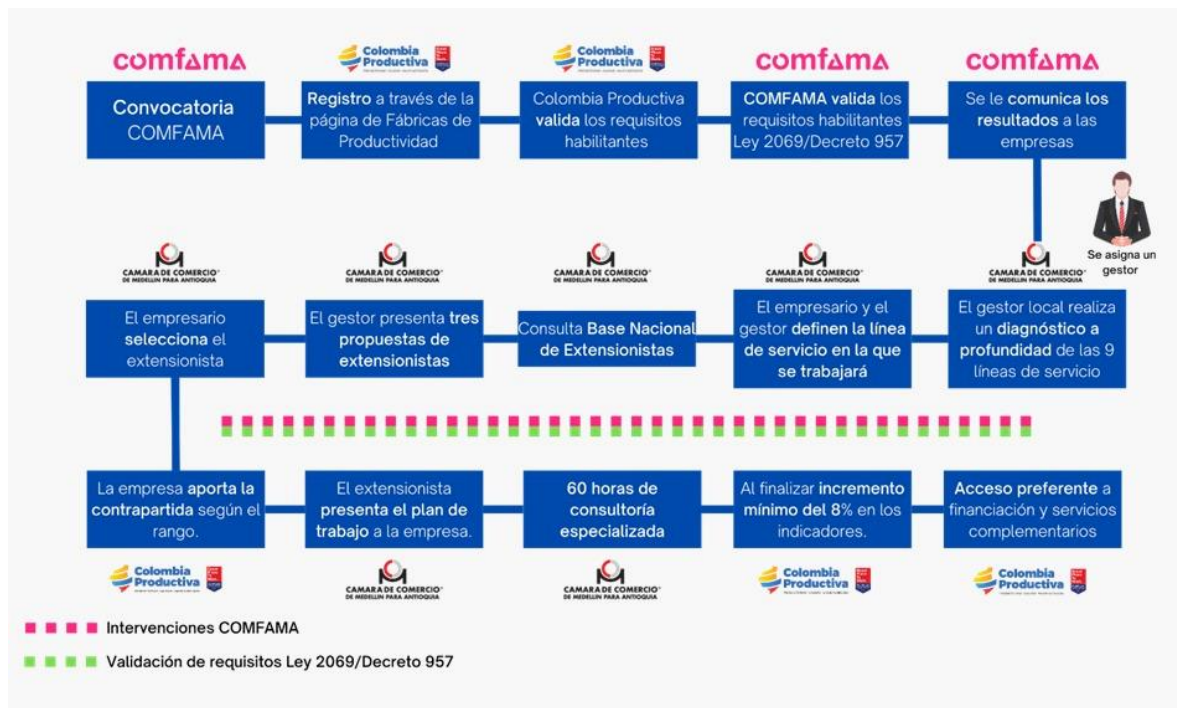 comfama
Colombia
Productiva
Colombia
Productiva
comfama
comfama
Convocatoria
COMFAMA
Registro a través de la
página de Fábricas de
Productividad
Colombia Productiva
valida los requisitos
habilitantes
COMFAMA valida los
requisitos habilitantes
Ley 2069/Decreto 957
Se le comunica los
resultados a las
empresas
Se asigna un
gestor
CAMARA DE COMERCIO
DE MEDELLIN PARA ANTIOQUIA
CAMARA DE COMERCIO
DE MEDELLIN PARA ANTIOQUIA
CAMARA DE COMERCIO
DE MEDELLIN PARA ANTIOQUIA
CAMARA DE COMERCIO
DE MEDELLIN PARA ANTIOQUIA
CAMARA DE COMERCIO
DE MEDELLIN PARA ANTIOQUIA
El empresario
selecciona el
extensionista
El gestor presenta tres
propuestas de
extensionistas
Consulta Base Nacional
de Extensionistas
El empresario y el
gestor definen la línea
de servicio en la que
se trabajará
El gestor local realiza
un diagnóstico a
profundidad de las 9
líneas de servicio
La empresa aporta la
contrapartida según el
rango.
El extensionista
presenta el plan de
trabajo a la empresa.
60 horas de
consultoría
especializada
Al finalizar incremento
mínimo del 8% en los
indicadores.
Acceso preferente a
financiación y servicios
complementarios
Colombia
Productiva
CAMARA DE COMERCIO
DE MEDELLIN PARA ANTIOQUIA
CAMARA DE COMERCIO
DE MEDELLIN PARA ANTIOQUIA
Colombia
Productiva
Colombia
Productiva
Intervenciones COMFAMA
Validación de requisitos Ley 2069/Decreto 957